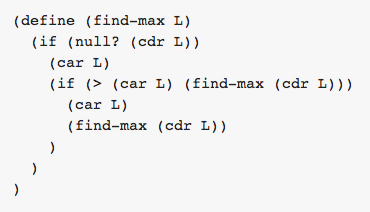 (define (find-max L)
  (if (null? (cdr L))
    (car L)
    (if (> (car L) (find-max (cdr L)))
      (car L)
      (find-max (cdr L))
    )
  )
)